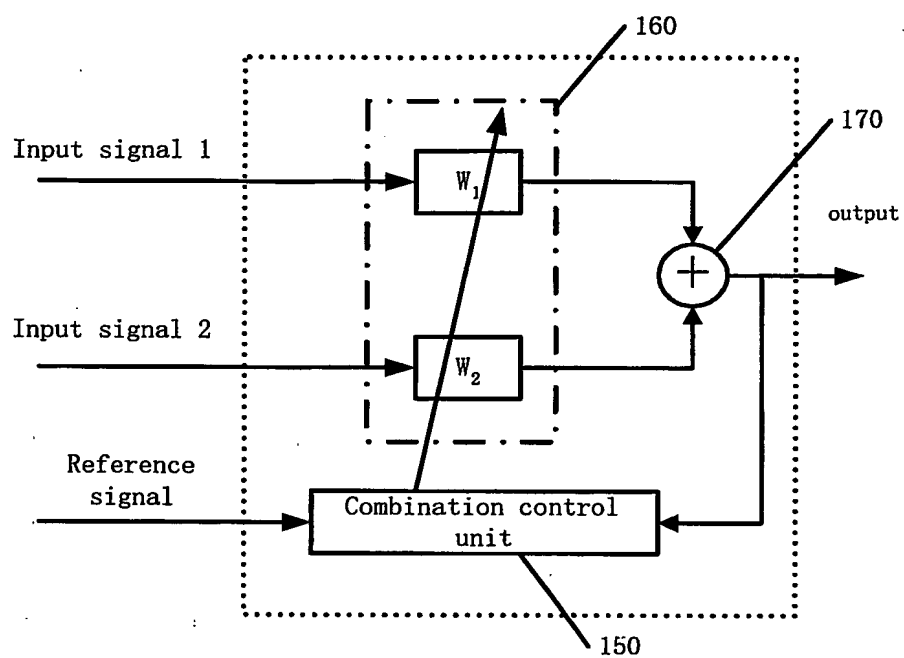 160
170
Input signal 1
W₁
output
+
Input signal 2
W₂
Reference
signal
Combination control
unit
150